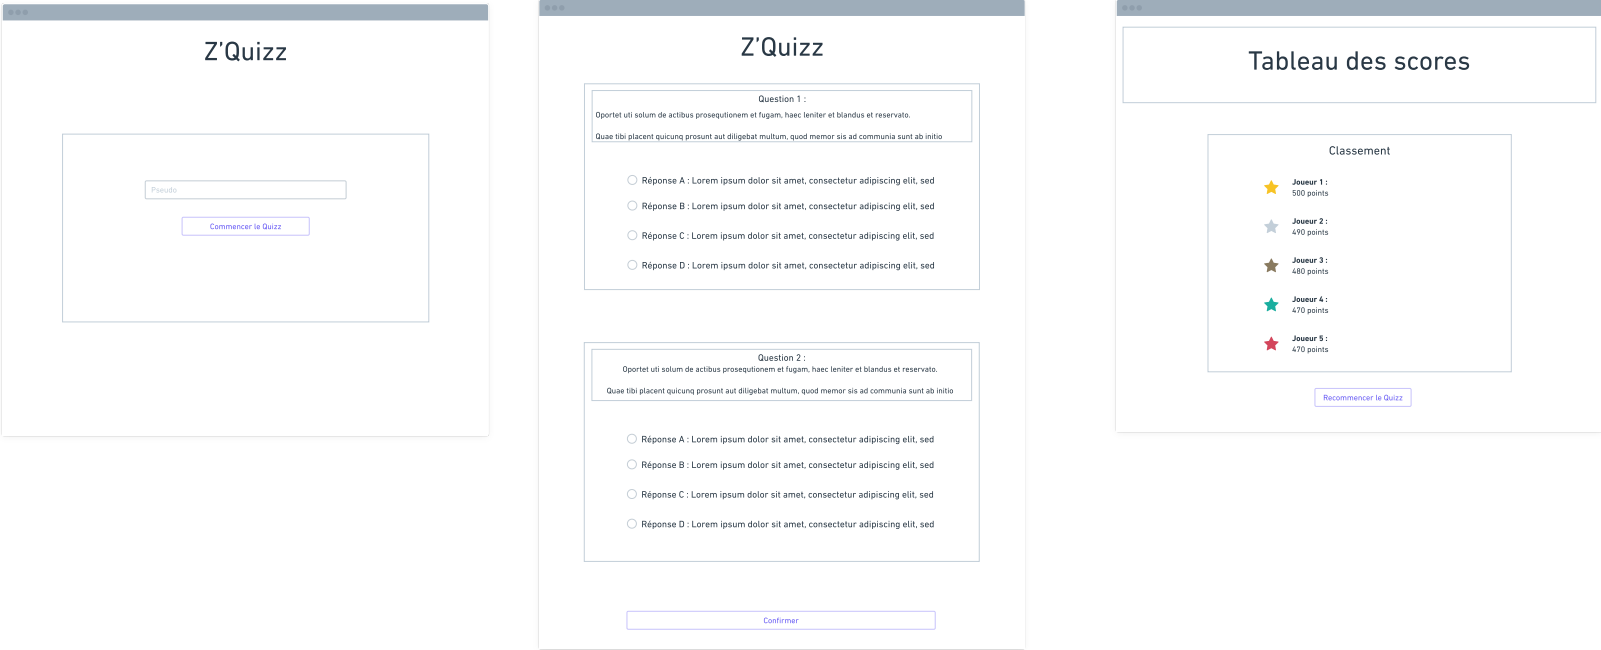 Z’Quizz
Pseudo
Commencer le Quizz
Z’Quizz
Question 1 :
Oportet uti solum de actibus prosequtionem et fugam, haec leniter et blandus et reservato.
Quae tibi placent quicunq prosunt aut diligebat multum, quod memor sis ad communia sunt ab initio
Réponse A : Lorem ipsum dolor sit amet, consectetur adipiscing elit, sed
Réponse B : Lorem ipsum dolor sit amet, consectetur adipiscing elit, sed
Réponse C : Lorem ipsum dolor sit amet, consectetur adipiscing elit, sed
Réponse D : Lorem ipsum dolor sit amet, consectetur adipiscing elit, sed
Question 2 :
Oportet uti solum de actibus prosequtionem et fugam, haec leniter et blandus et reservato.
Quae tibi placent quicunq prosunt aut diligebat multum, quod memor sis ad communia sunt ab initio
Réponse A : Lorem ipsum dolor sit amet, consectetur adipiscing elit, sed
Réponse B : Lorem ipsum dolor sit amet, consectetur adipiscing elit, sed
Réponse C : Lorem ipsum dolor sit amet, consectetur adipiscing elit, sed
Réponse D : Lorem ipsum dolor sit amet, consectetur adipiscing elit, sed
Confirmer
Tableau des scores
Classement
Joueur 1 :
500 points
Joueur 2 :
490 points
Joueur 3 :
480 points
Joueur 4 :
470 points
Joueur 5 :
470 points
Recommencer le Quizz